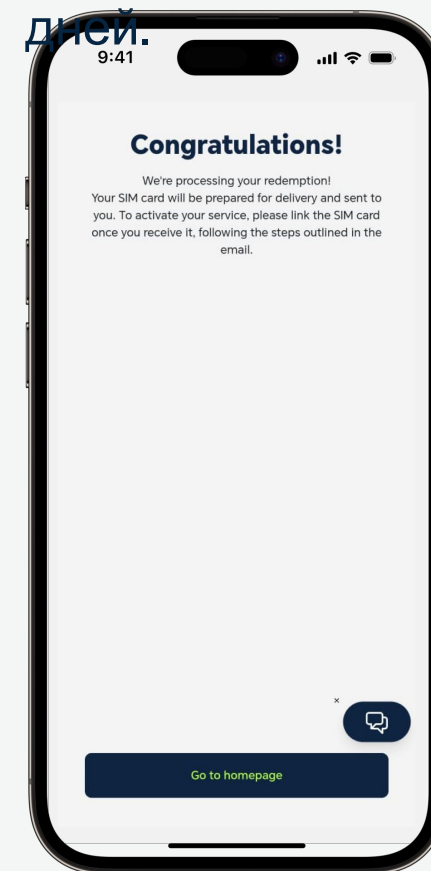 дней.
9:41
Congratulations!
We're processing your redemption!
Your SIM card will be prepared for delivery and sent to
you. To activate your service, please link the SIM card
once you receive it, following the steps outlined in the
email.
×
Go to homepage